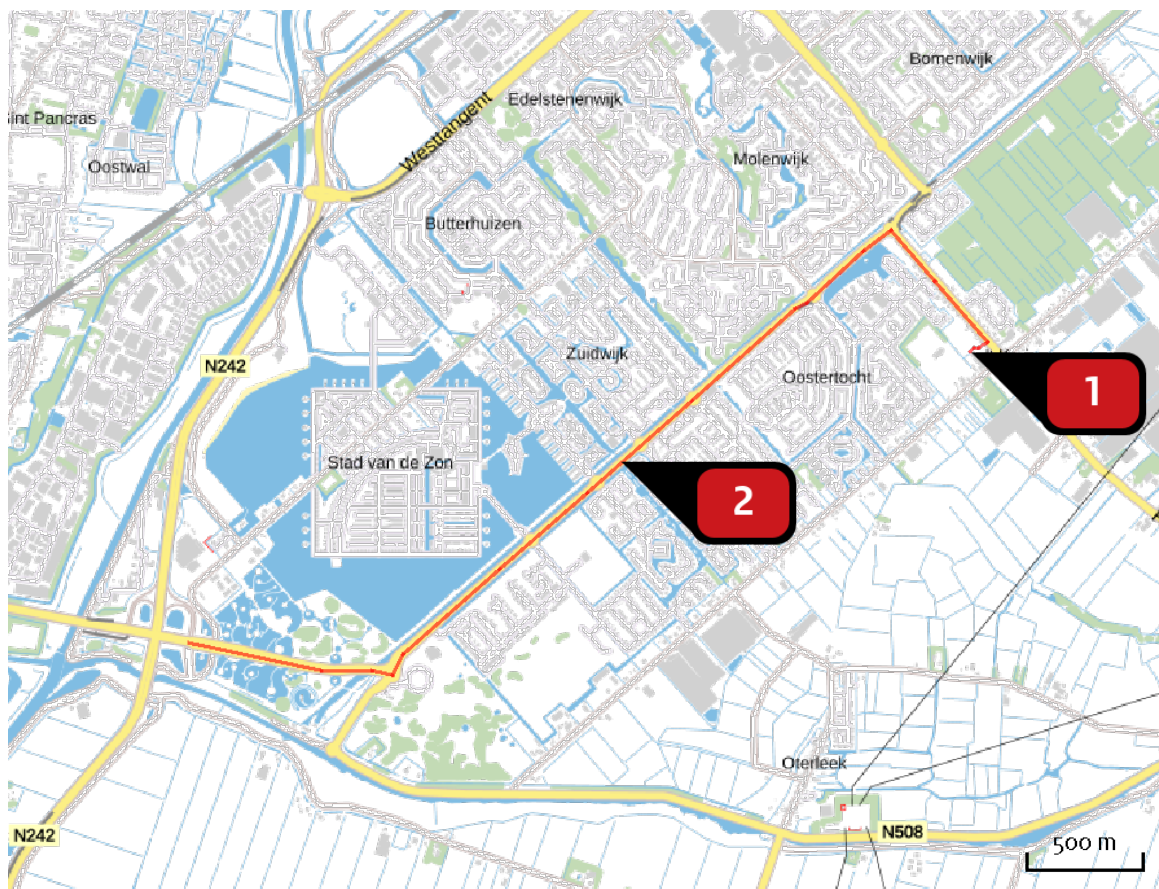 Bomenwijk
Edelstenenwijk
int Pancras
Westtangent
Oostwal
Molenwijk
Butterhuizen
Zuidwijk
N242
Oostertocht
1
Stad van de Zon
2
Oterleek
N242
N508
500 m